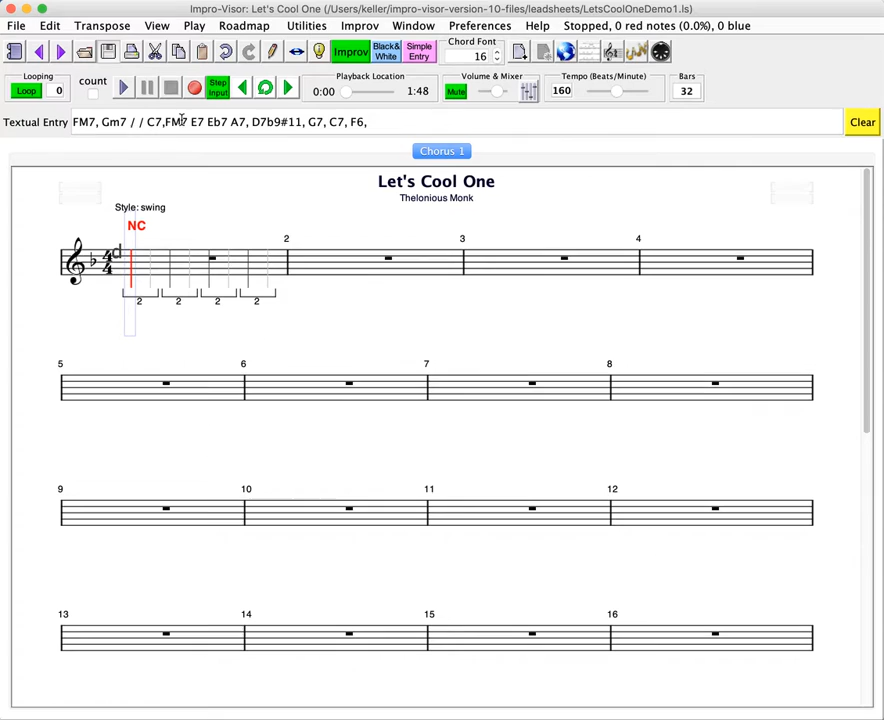 Impro-Visor: Let's Cool One (/Users/keller/impro-visor-version-10-files/leadsheets/LetsCoolOneDemo1.ls)
File Edit Transpose View Play Roadmap Utilities Improv Window Preferences Help Stopped, 0 red notes (0.0%), 0 blue
Improv Black& White Simple Entry Chord Font 16
Looping Loop 0 count Step Input Playback Location 0:00 1:48 Volume & Mixer Mute Tempo (Beats/Minute) 160 Bars 32
Textual Entry FM7, Gm7 / / C7,FM7 E7 Eb7 A7, D7b9#11, G7, C7, F6, Clear
Chorus 1
Let's Cool One
Thelonious Monk
Style: swing
NC
2 3 4
d
4
4
2 2 2 2
5 6 7 8
9 10 11 12
13 14 15 16